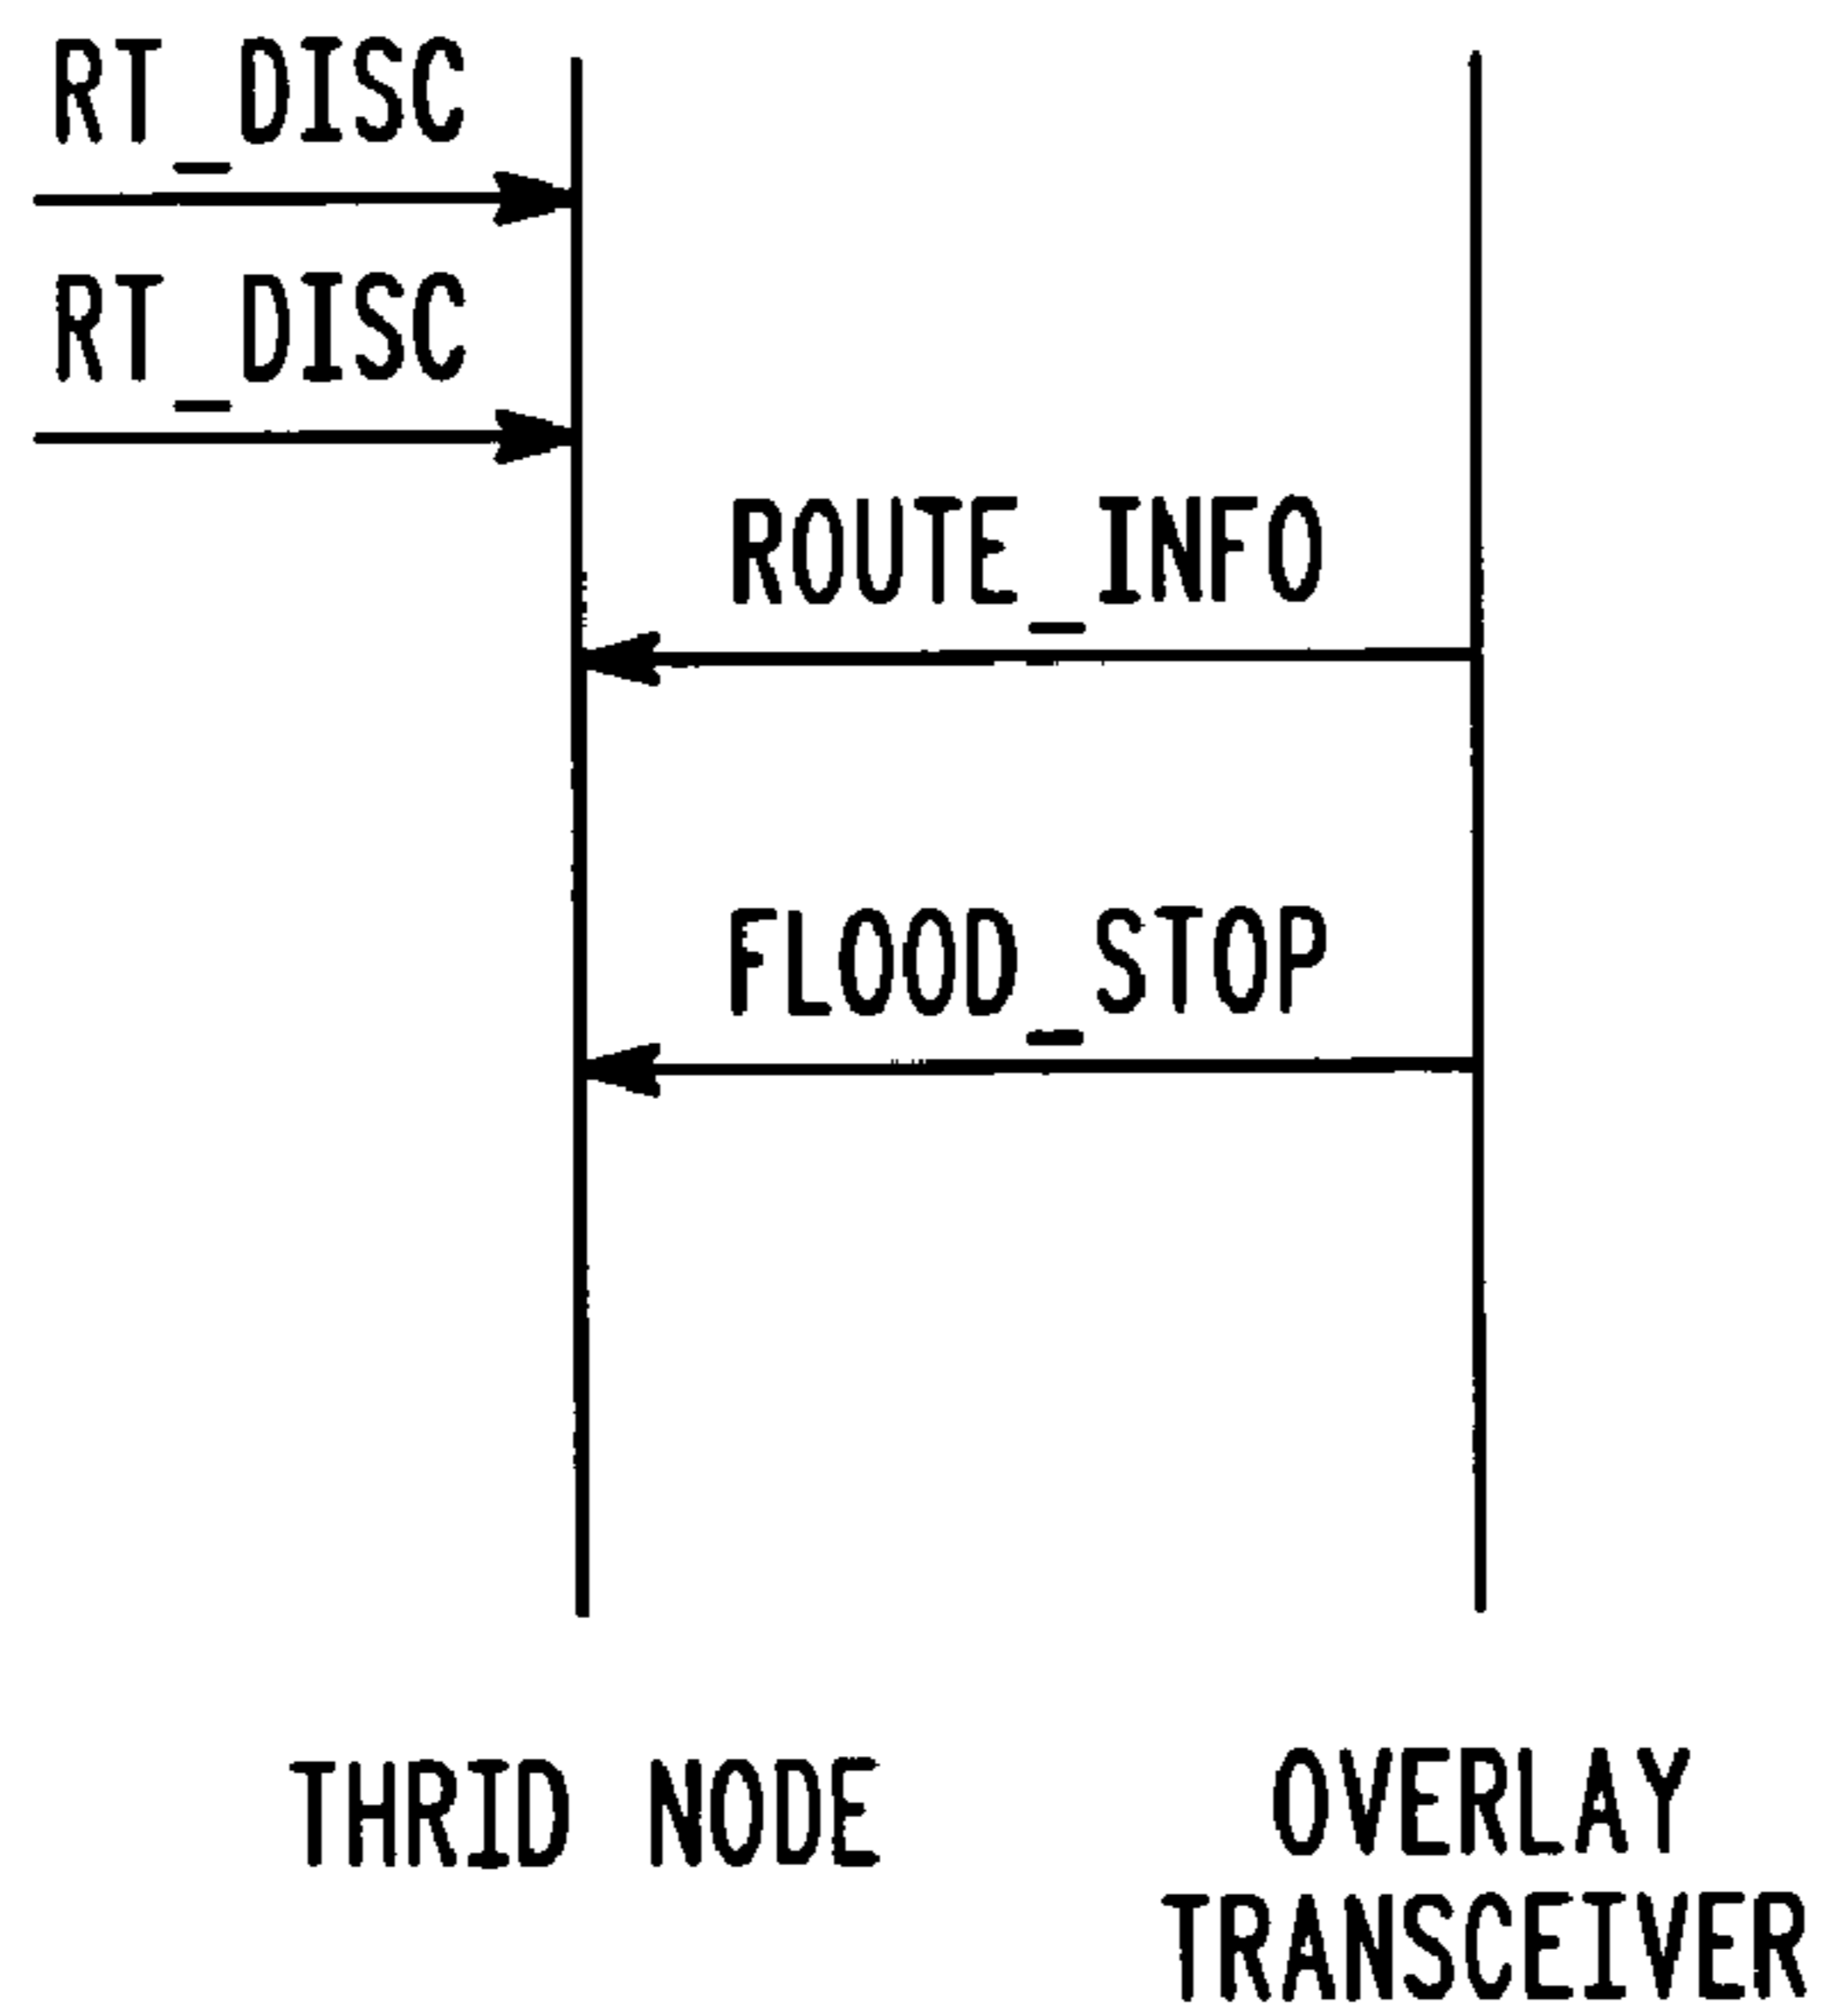 RT_DISC
RT_DISC
ROUTE_INFO
FLOOD_STOP
THRID NODE
OVERLAY
TRANSCEIVER